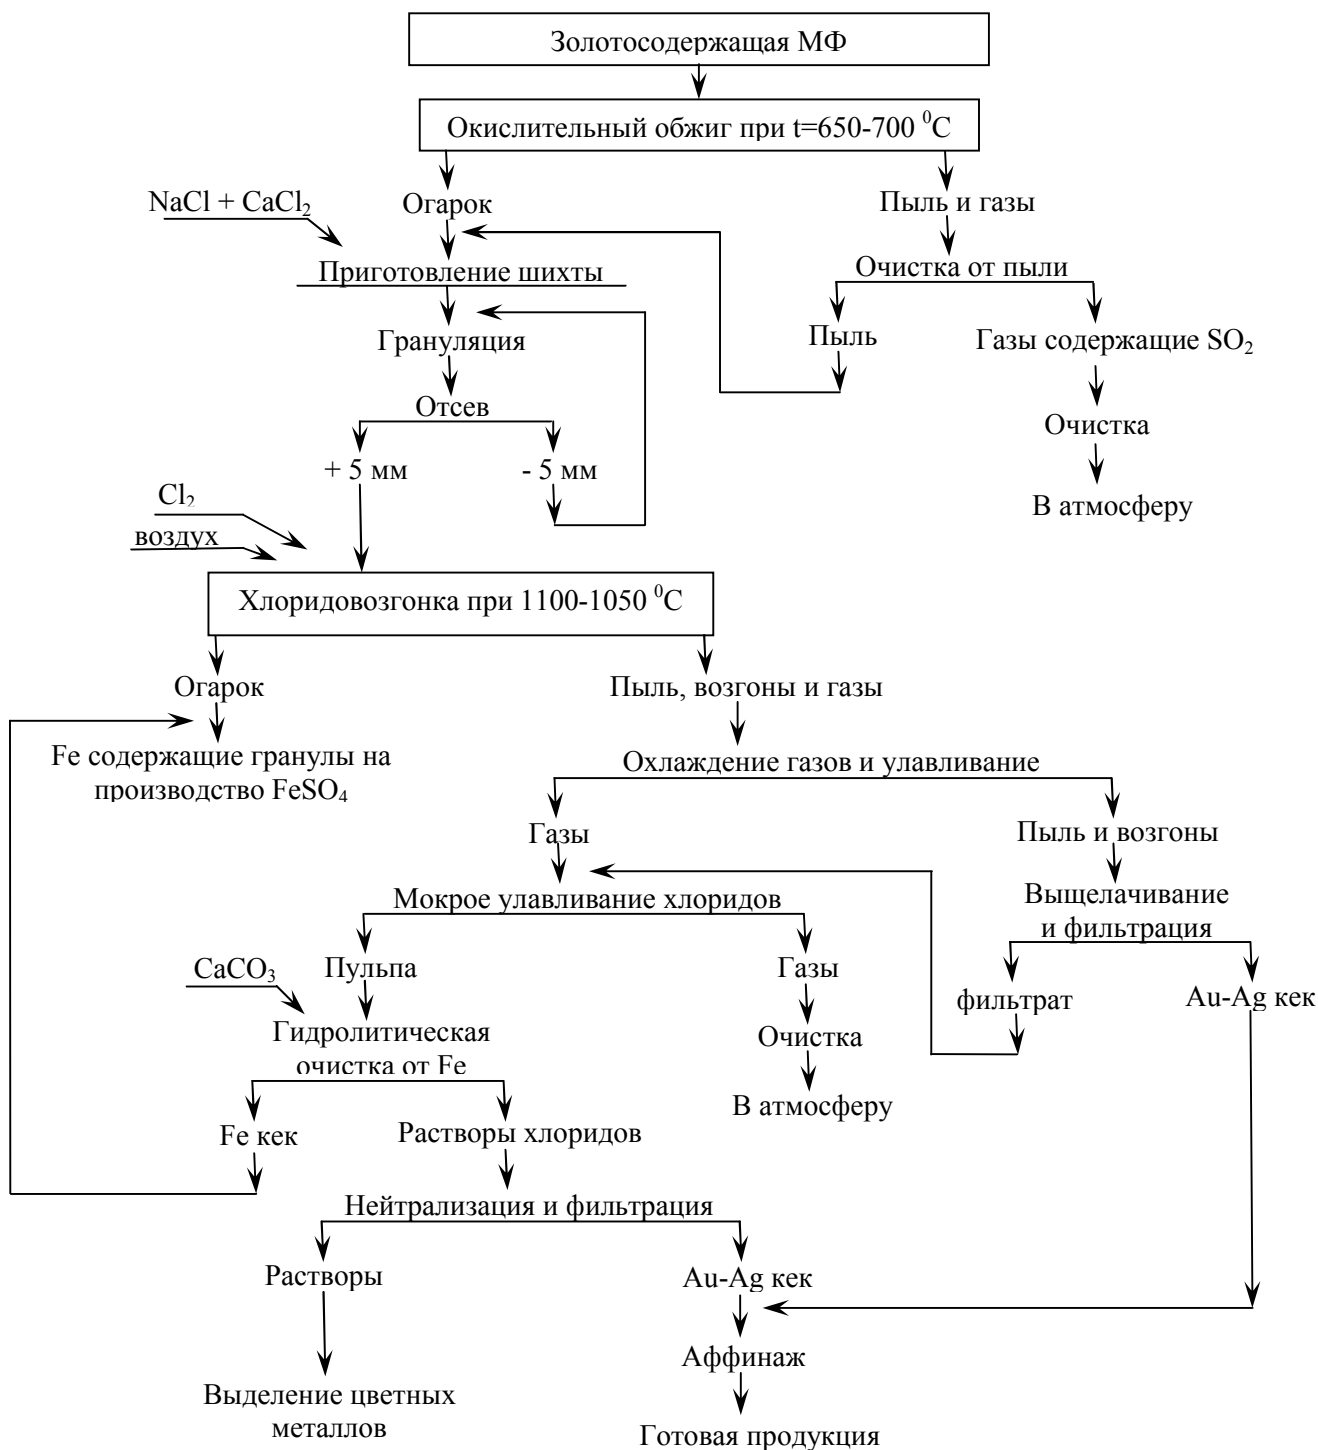 Золотосодержащая МФ
Окислительный обжиг при t=650-700 ⁰С
NaCl + CaCl₂
Огарок
Пыль и газы
Приготовление шихты
Очистка от пыли
Грануляция
Пыль
Газы содержащие SO₂
Отсев
Очистка
+ 5 мм
- 5 мм
В атмосферу
Cl₂
воздух
Хлоридовозгонка при 1100-1050 ⁰С
Огарок
Пыль, возгоны и газы
Fe содержащие гранулы на
производство FeSO₄
Охлаждение газов и улавливание
Газы
Пыль и возгоны
Мокрое улавливание хлоридов
Выщелачивание
и фильтрация
CaCO₃
Пульпа
Газы
фильтрат
Au-Ag кек
Гидролитическая
очистка от Fe
Очистка
В атмосферу
Fe кек
Растворы хлоридов
Нейтрализация и фильтрация
Растворы
Au-Ag кек
Аффинаж
Выделение цветных
металлов
Готовая продукция